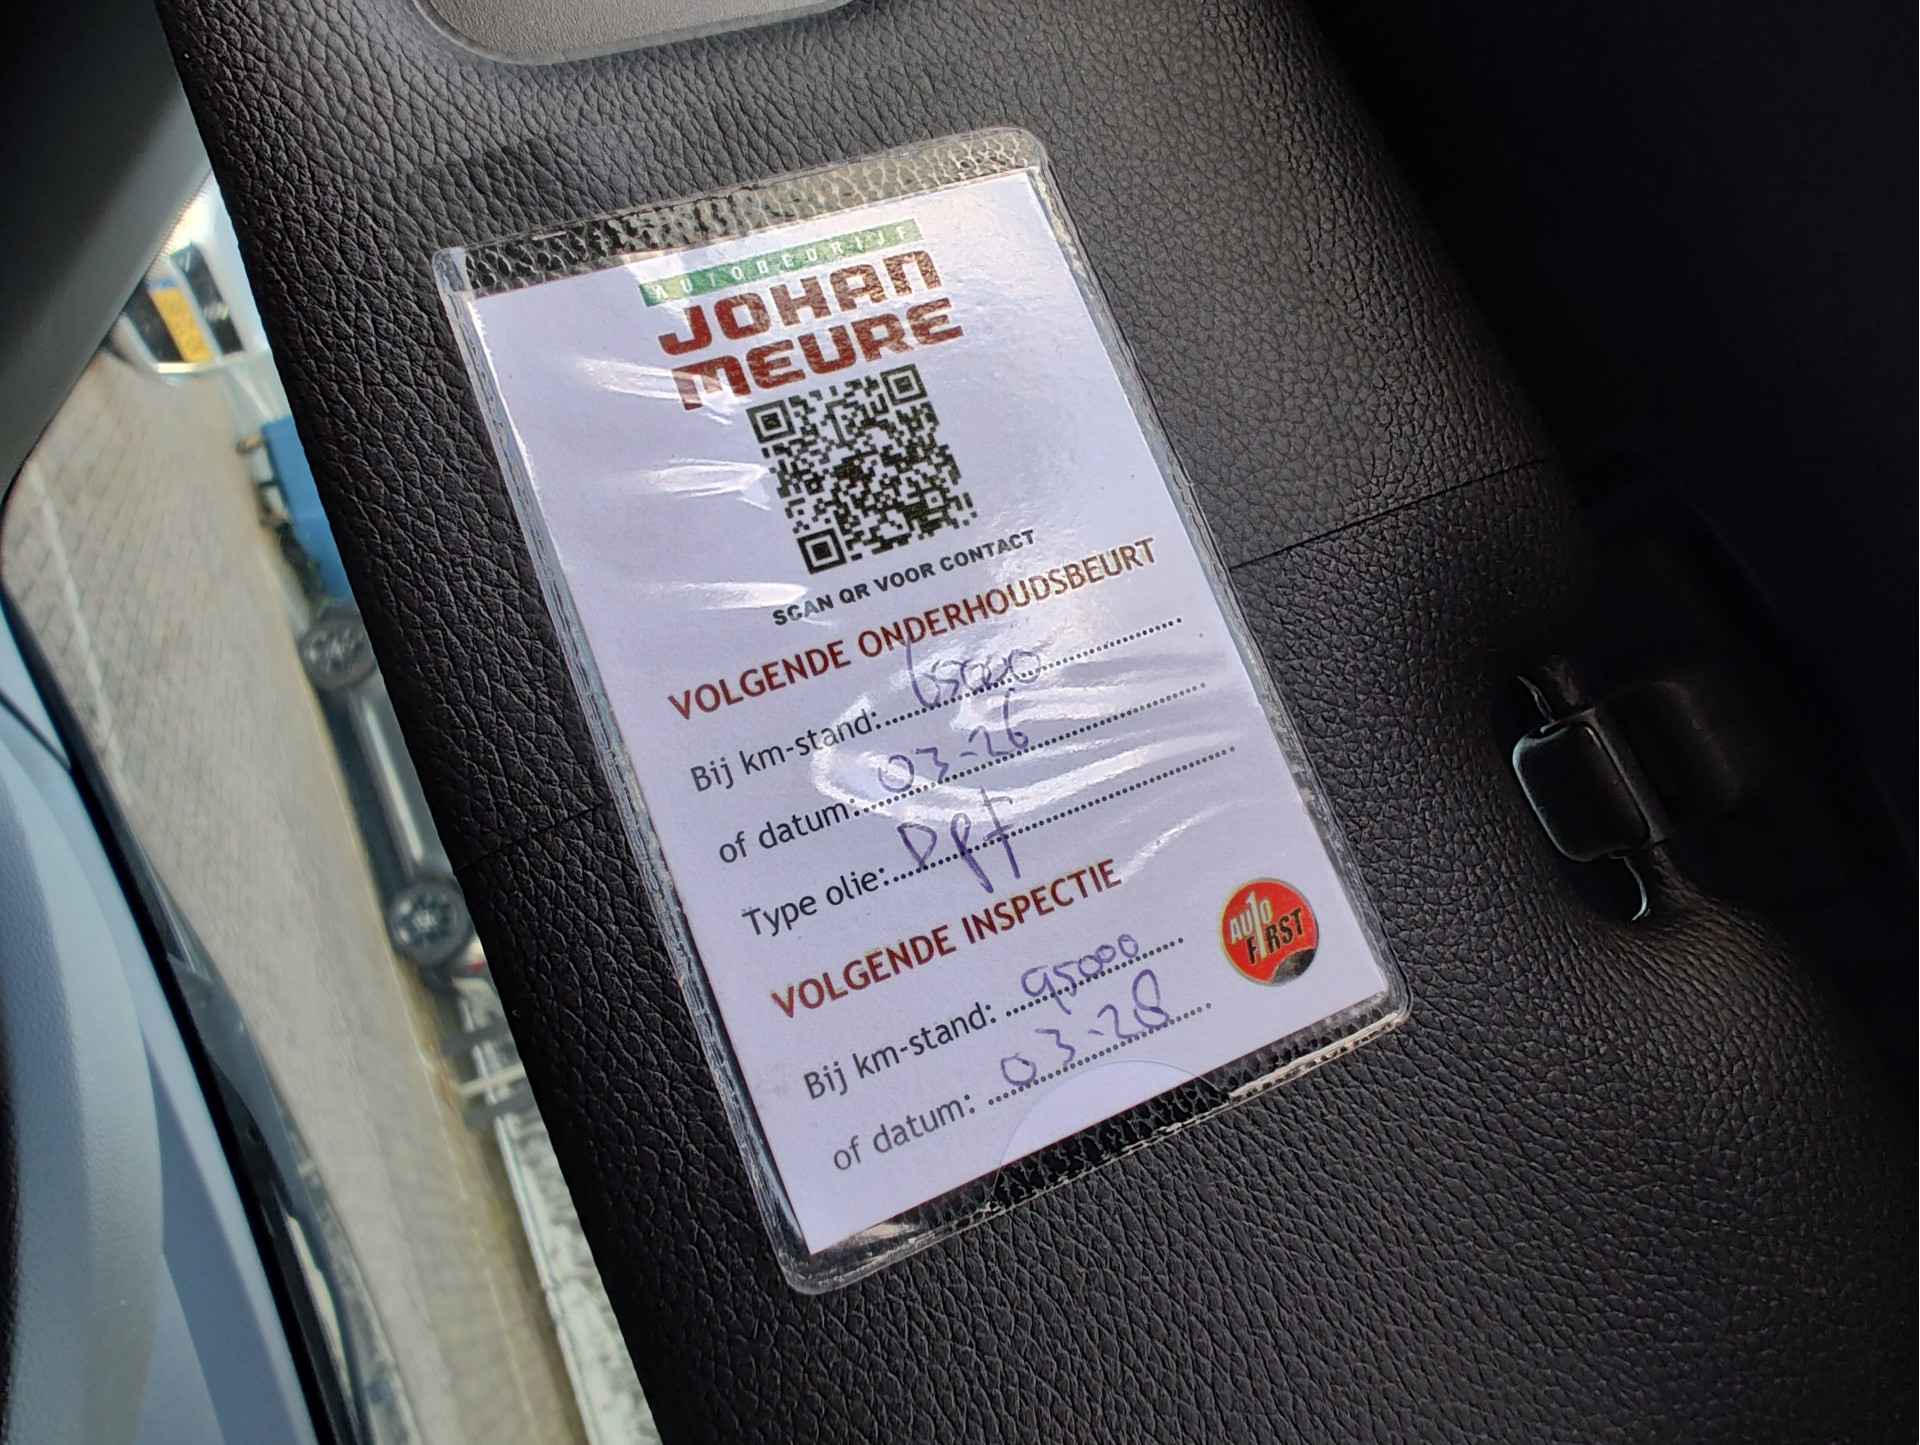 AUTOBEDRIJF
JOHAN
MEURE
SCAN QR VOOR CONTACT
VOLGENDE ONDERHOUDSBEURT
Bij km-stand: 65000
of datum: 03-26
Type olie: Dpf
VOLGENDE INSPECTIE
Bij km-stand: 95000
of datum: 03-28
AUTO
FIRST